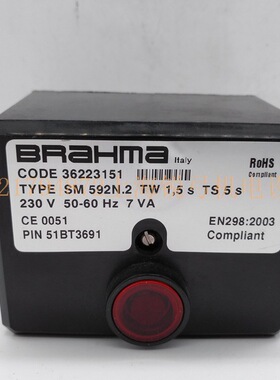 BRAHMA Italy
RoHS
Compliant
CODE 36223151
TYPE SM 592N.2 TW 1,5 s TS 5 s
230 V 50-60 Hz 7 VA
CE 0051
EN298:2003
PIN 51BT3691
Compliant